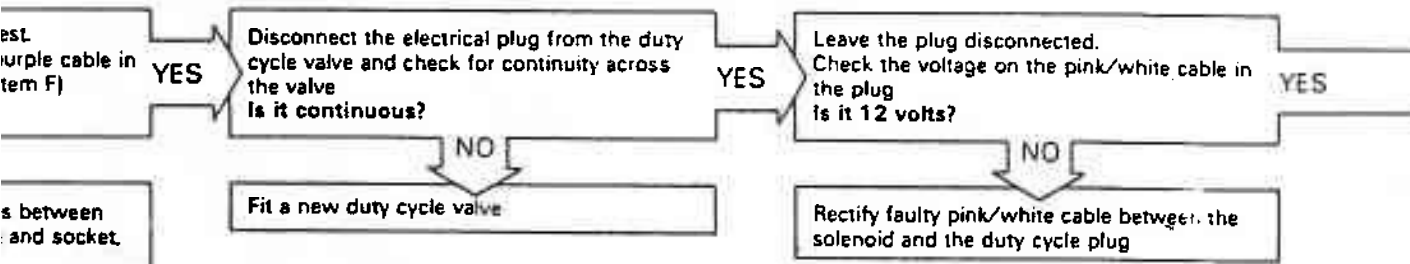 est.
urple cable in
tem F)
YES
Disconnect the electrical plug from the duty
cycle valve and check for continuity across
the valve
Is it continuous?
YES
Leave the plug disconnected.
Check the voltage on the pink/white cable in
the plug
Is it 12 volts?
YES
NO
NO
s between
and socket.
Fit a new duty cycle valve
Rectify faulty pink/white cable between the
solenoid and the duty cycle plug